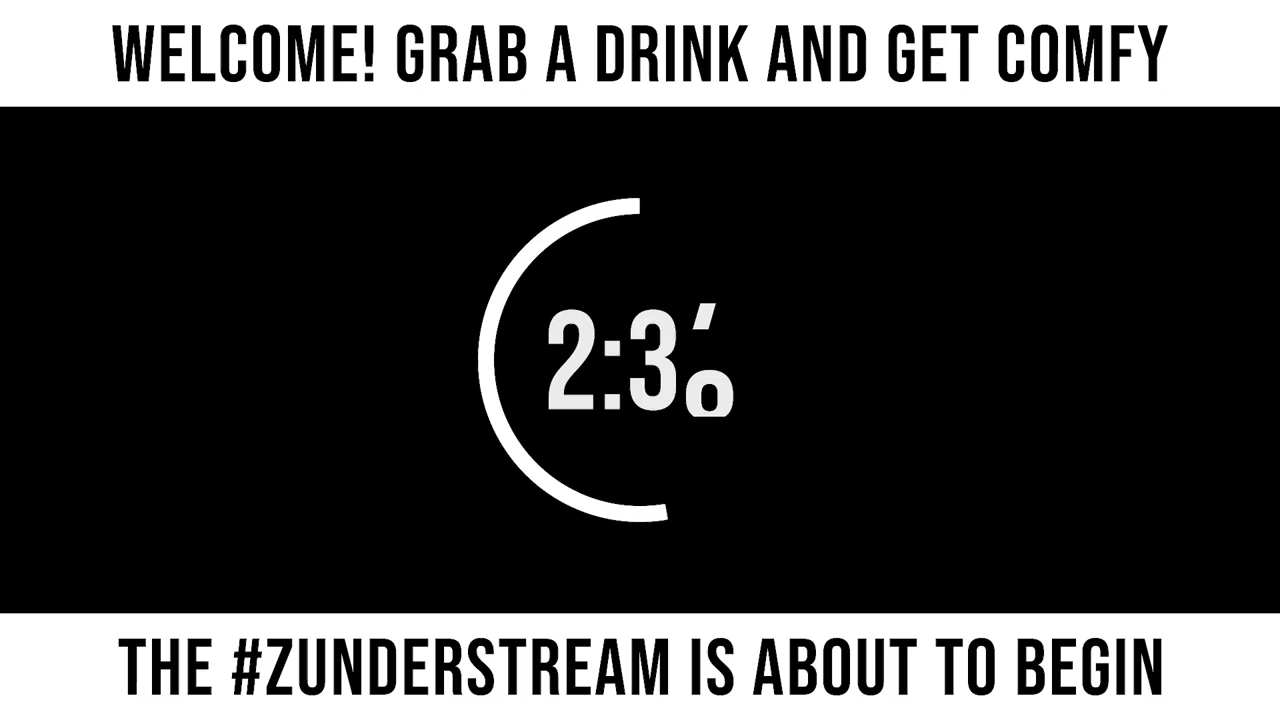 WELCOME! GRAB A DRINK AND GET COMFY
2:3
THE #ZUNDERSTREAM IS ABOUT TO BEGIN